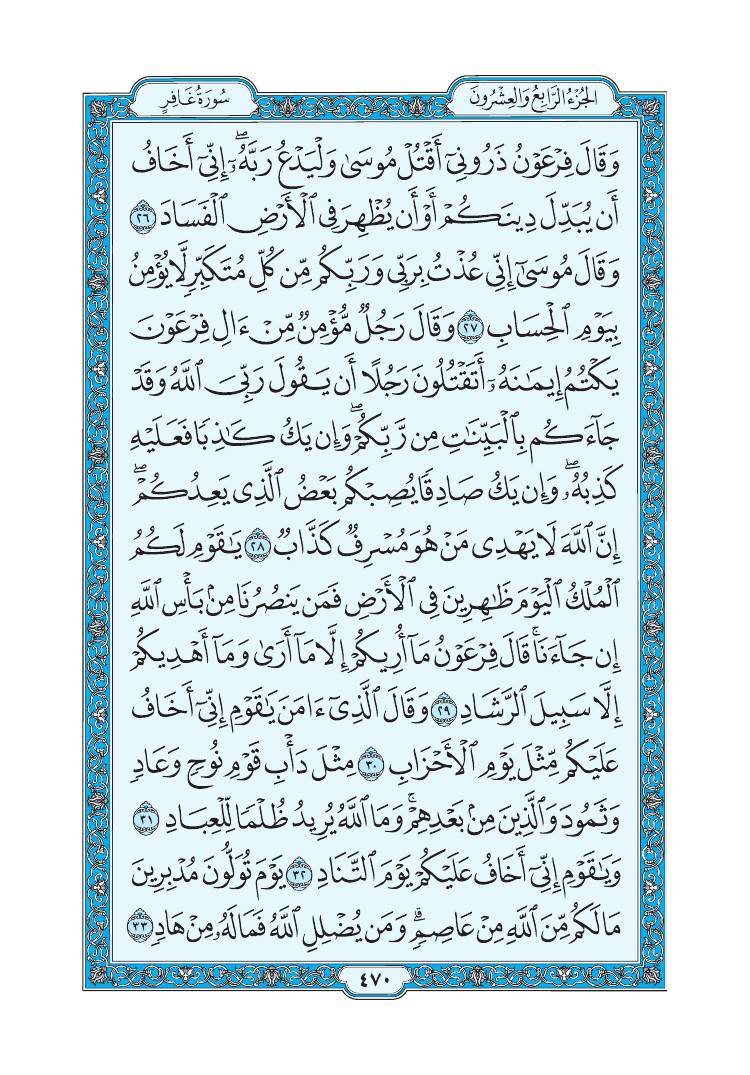 الجُزْءُ الرَّابِعُ وَالعِشْرُونَ
سُورَةُ غَافِرٍ
وَقَالَ فِرۡعَوۡنُ ذَرُونِيٓ أَقۡتُلۡ مُوسَىٰ وَلۡيَدۡعُ رَبَّهُۥٓۖ إِنِّيٓ أَخَافُ
أَن يُبَدِّلَ دِينَكُمۡ أَوۡ أَن يُظۡهِرَ فِي ٱلۡأَرۡضِ ٱلۡفَسَادَ ٢٦
وَقَالَ مُوسَىٰٓ إِنِّي عُذۡتُ بِرَبِّي وَرَبِّكُم مِّن كُلِّ مُتَكَبِّرٖ لَّا يُؤۡمِنُ
بِيَوۡمِ ٱلۡحِسَابِ ٢٧ وَقَالَ رَجُلٞ مُّؤۡمِنٞ مِّنۡ ءَالِ فِرۡعَوۡنَ
يَكۡتُمُ إِيمَٰنَهُۥٓ أَتَقۡتُلُونَ رَجُلًا أَن يَقُولَ رَبِّيَ ٱللَّهُ وَقَدۡ
جَآءَكُم بِٱلۡبَيِّنَٰتِ مِن رَّبِّكُمۡۖ وَإِن يَكُ كَٰذِبٗا فَعَلَيۡهِ
كَذِبُهُۥۖ وَإِن يَكُ صَادِقٗا يُصِبۡكُم بَعۡضُ ٱلَّذِي يَعِدُكُمۡۖ
إِنَّ ٱللَّهَ لَا يَهۡدِي مَنۡ هُوَ مُسۡرِفٞ كَذَّابٞ ٢٨ يَٰقَوۡمِ لَكُمُ
ٱلۡمُلۡكُ ٱلۡيَوۡمَ ظَٰهِرِينَ فِي ٱلۡأَرۡضِ فَمَن يَنصُرُنَا مِنۢ بَأۡسِ ٱللَّهِ
إِن جَآءَنَاۚ قَالَ فِرۡعَوۡنُ مَآ أُرِيكُمۡ إِلَّا مَآ أَرَىٰ وَمَآ أَهۡدِيكُمۡ
إِلَّا سَبِيلَ ٱلرَّشَادِ ٢٩ وَقَالَ ٱلَّذِيٓ ءَامَنَ يَٰقَوۡمِ إِنِّيٓ أَخَافُ
عَلَيۡكُم مِّثۡلَ يَوۡمِ ٱلۡأَحۡزَابِ ٣٠ مِثۡلَ دَأۡبِ قَوۡمِ نُوحٖ وَعَادٖ
وَثَمُودَ وَٱلَّذِينَ مِنۢ بَعۡدِهِمۡۚ وَمَا ٱللَّهُ يُرِيدُ ظُلۡمٗا لِّلۡعِبَادِ ٣١
وَيَٰقَوۡمِ إِنِّيٓ أَخَافُ عَلَيۡكُمۡ يَوۡمَ ٱلتَّنَادِ ٣٢ يَوۡمَ تُوَلُّونَ مُدۡبِرِينَ
مَا لَكُم مِّنَ ٱللَّهِ مِنۡ عَاصِمٖۗ وَمَن يُضۡلِلِ ٱللَّهُ فَمَا لَهُۥ مِنۡ هَادٖ ٣٣
٤٧٠